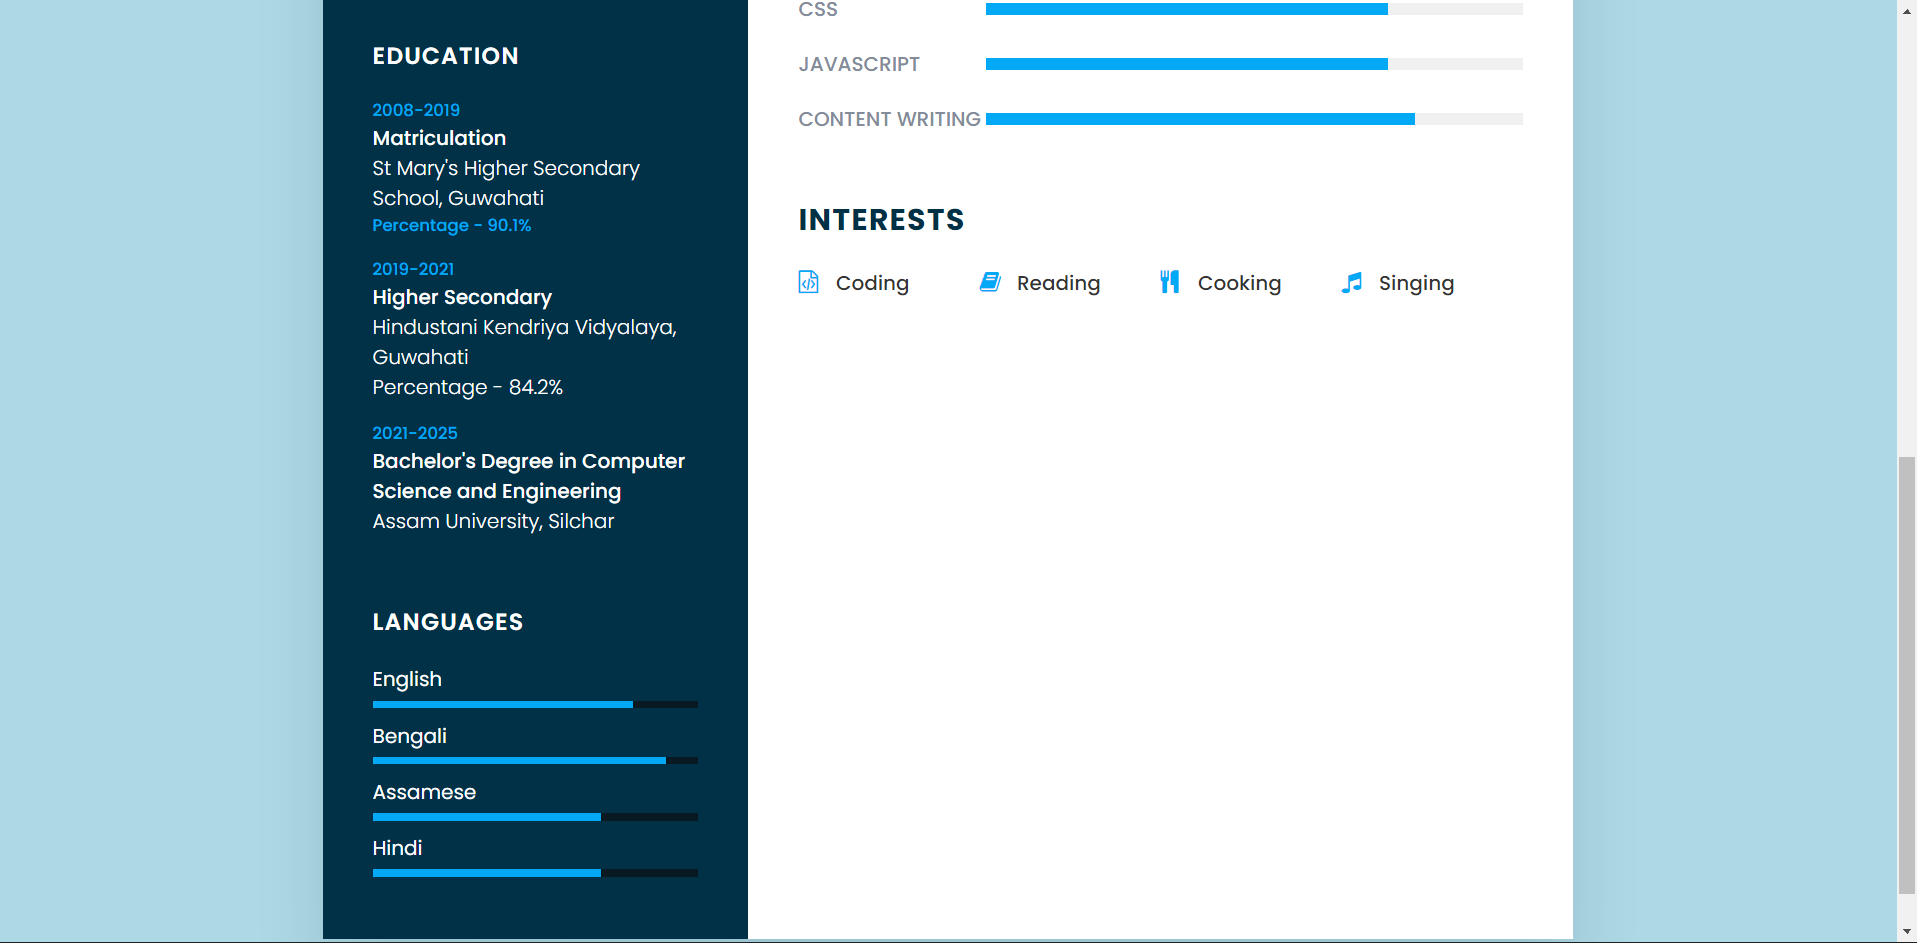 EDUCATION
2008-2019
Matriculation
St Mary's Higher Secondary
School, Guwahati
Percentage - 90.1%
2019-2021
Higher Secondary
Hindustani Kendriya Vidyalaya,
Guwahati
Percentage - 84.2%
2021-2025
Bachelor's Degree in Computer
Science and Engineering
Assam University, Silchar
LANGUAGES
English
Bengali
Assamese
Hindi
CSS
JAVASCRIPT
CONTENT WRITING
INTERESTS
Coding Reading Cooking Singing